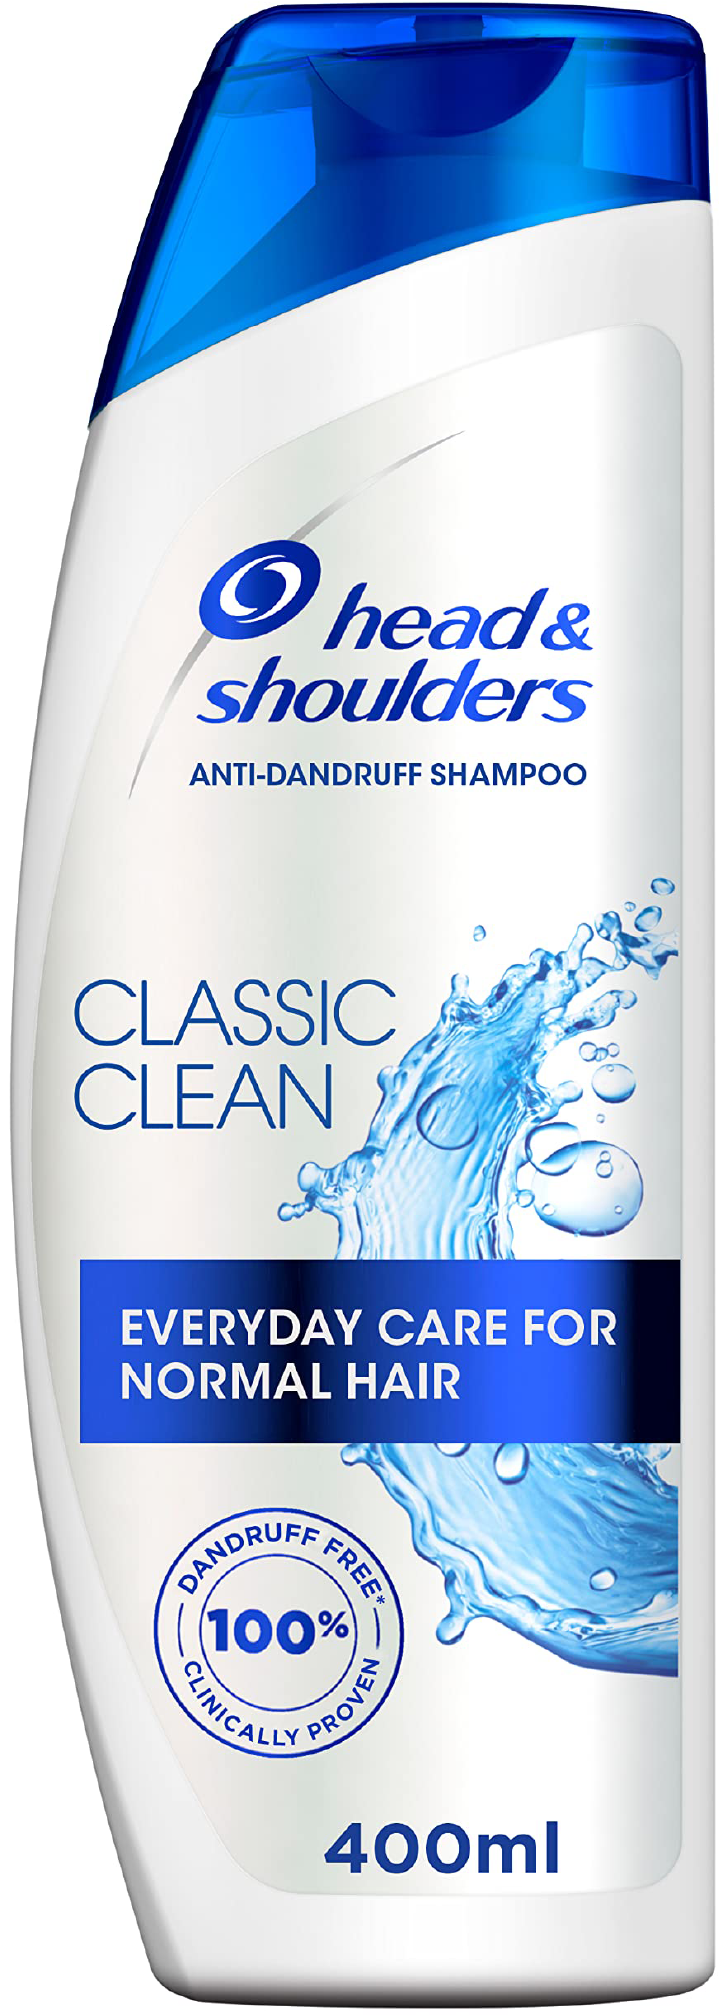 head &
shoulders
ANTI-DANDRUFF SHAMPOO
CLASSIC
CLEAN
EVERYDAY CARE FOR
NORMAL HAIR
DANDRUFF FREE*
100%
CLINICALLY PROVEN
400ml